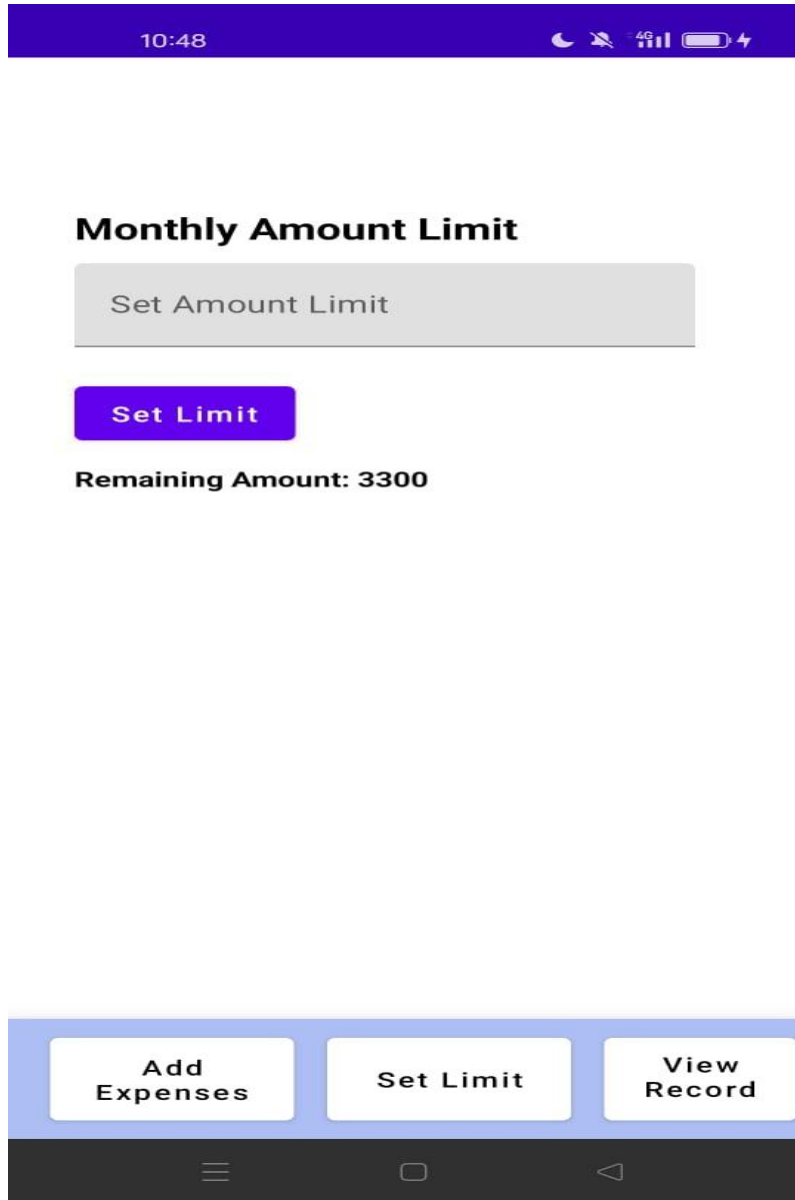 10:48
4G
Monthly Amount Limit
Set Amount Limit
Set Limit
Remaining Amount: 3300
Add
Expenses
Set Limit
View
Record